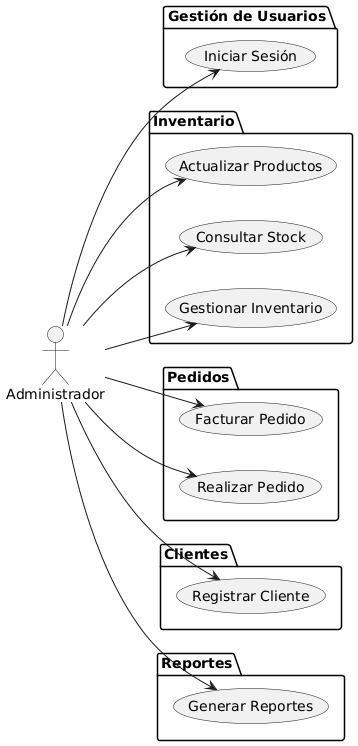 Gestión de Usuarios
Iniciar Sesión
Inventario
Actualizar Productos
Consultar Stock
Gestionar Inventario
Administrador
Pedidos
Facturar Pedido
Realizar Pedido
Clientes
Registrar Cliente
Reportes
Generar Reportes